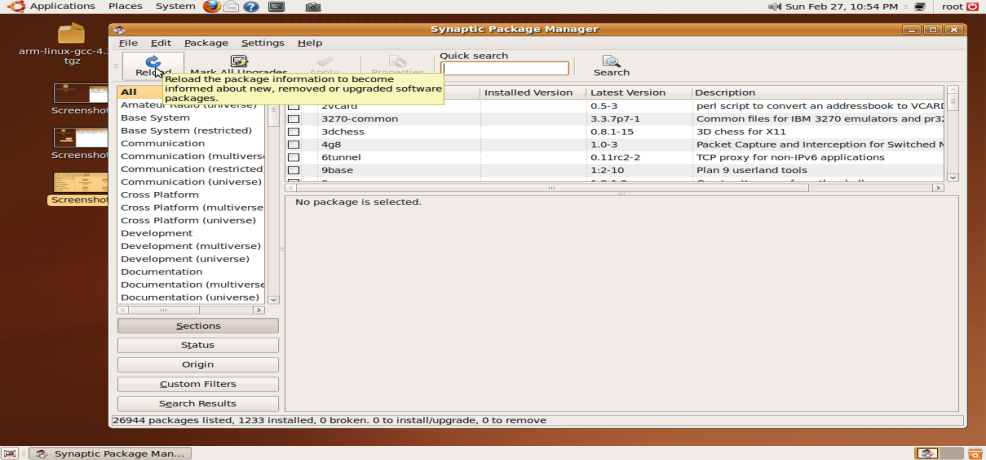 Applications Places System
Sun Feb 27, 10:54 PM
root
arm-linux-gcc-4.
tgz
Screenshot
Screenshot
Screenshot
Synaptic Package Manager
File Edit Package Settings Help
Reload
Mark All Upgrades
Apply
Properties
Quick search
Search
Reload the package information to become
informed about new, removed or upgraded software
packages.
All
Amateur Radio (universe)
Base System
Base System (restricted)
Communication
Communication (multivers
Communication (restricted
Communication (universe)
Cross Platform
Cross Platform (multiverse
Cross Platform (universe)
Development
Development (multiverse)
Development (universe)
Documentation
Documentation (multiverse
Documentation (universe)
Installed Version Latest Version Description
2vcard 0.5-3 perl script to convert an addressbook to VCARD
3270-common 3.3.7p7-1 Common files for IBM 3270 emulators and pr32
3dchess 0.8.1-15 3D chess for X11
4g8 1.0-3 Packet Capture and Interception for Switched N
6tunnel 0.11rc2-2 TCP proxy for non-IPv6 applications
9base 1:2-10 Plan 9 userland tools
No package is selected.
Sections
Status
Origin
Custom Filters
Search Results
26944 packages listed, 1233 installed, 0 broken. 0 to install/upgrade, 0 to remove
Synaptic Package Man...